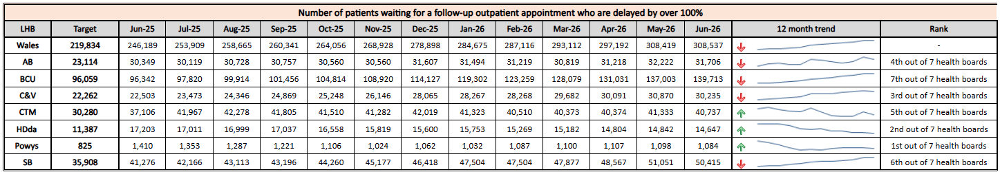 Number of patients waiting for a follow-up outpatient appointment who are delayed by over 100%
LHB Target Jun-25 Jul-25 Aug-25 Sep-25 Oct-25 Nov-25 Dec-25 Jan-26 Feb-26 Mar-26 Apr-26 May-26 Jun-26 12 month trend Rank
Wales 219,834 246,189 253,909 258,665 260,341 264,056 268,928 278,898 284,675 287,116 293,112 297,192 308,419 308,537 -
AB 23,114 30,349 30,119 30,728 30,757 30,560 30,560 31,607 31,494 31,219 30,819 31,218 32,222 31,706 4th out of 7 health boards
BCU 96,059 96,342 97,820 99,914 101,456 104,814 108,920 114,127 119,302 123,259 128,079 131,031 137,003 139,713 7th out of 7 health boards
C&V 22,262 22,503 23,473 24,346 24,869 25,248 26,146 28,065 28,267 28,268 29,682 30,091 30,870 30,235 3rd out of 7 health boards
CTM 30,280 37,106 41,967 42,278 41,805 41,510 41,282 42,019 41,323 40,510 40,373 40,374 41,333 40,737 5th out of 7 health boards
HDda 11,387 17,203 17,011 16,999 17,037 16,558 15,819 15,600 15,753 15,269 15,182 14,804 14,842 14,647 2nd out of 7 health boards
Powys 825 1,410 1,353 1,287 1,221 1,106 1,024 1,062 1,032 1,087 1,100 1,107 1,098 1,084 1st out of 7 health boards
SB 35,908 41,276 42,166 43,113 43,196 44,260 45,177 46,418 47,504 47,504 47,877 48,567 51,051 50,415 6th out of 7 health boards